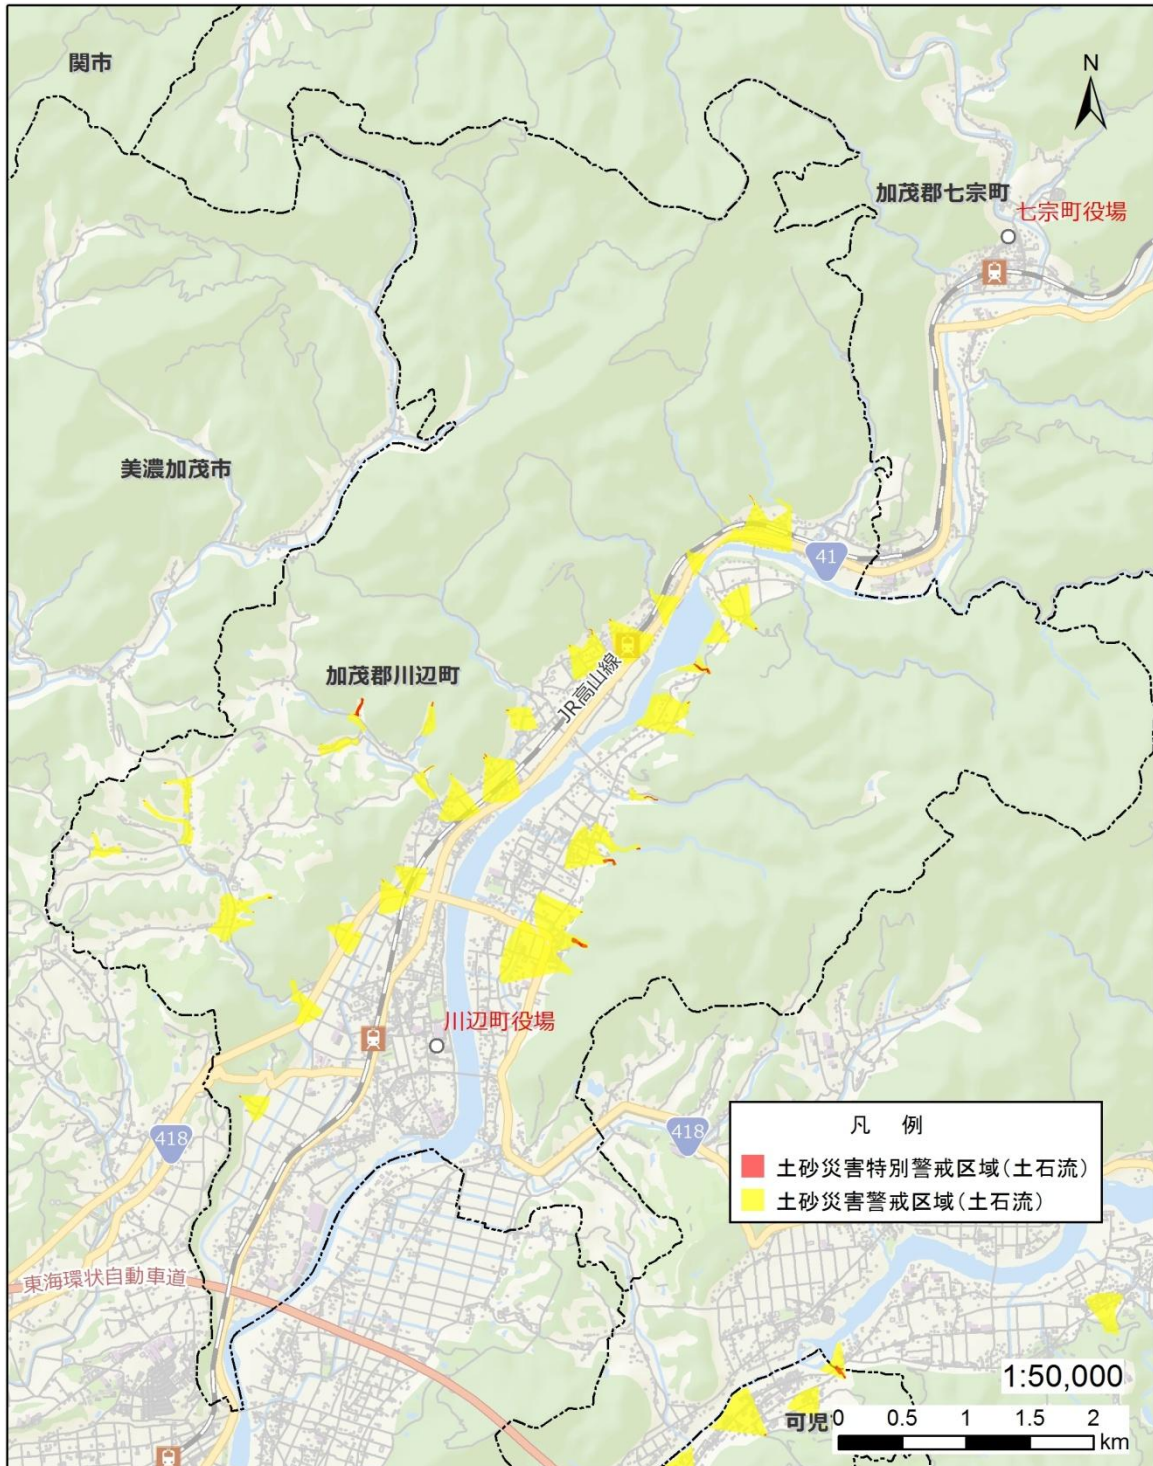 関市
N
加茂郡七宗町
七宗町役場
美濃加茂市
41
加茂郡川辺町
JR高山線
川辺町役場
凡 例
418
418
土砂災害特別警戒区域(土石流)
土砂災害警戒区域(土石流)
東海環状自動車道
1:50,000
可児
0 0.5 1 1.5 2
km